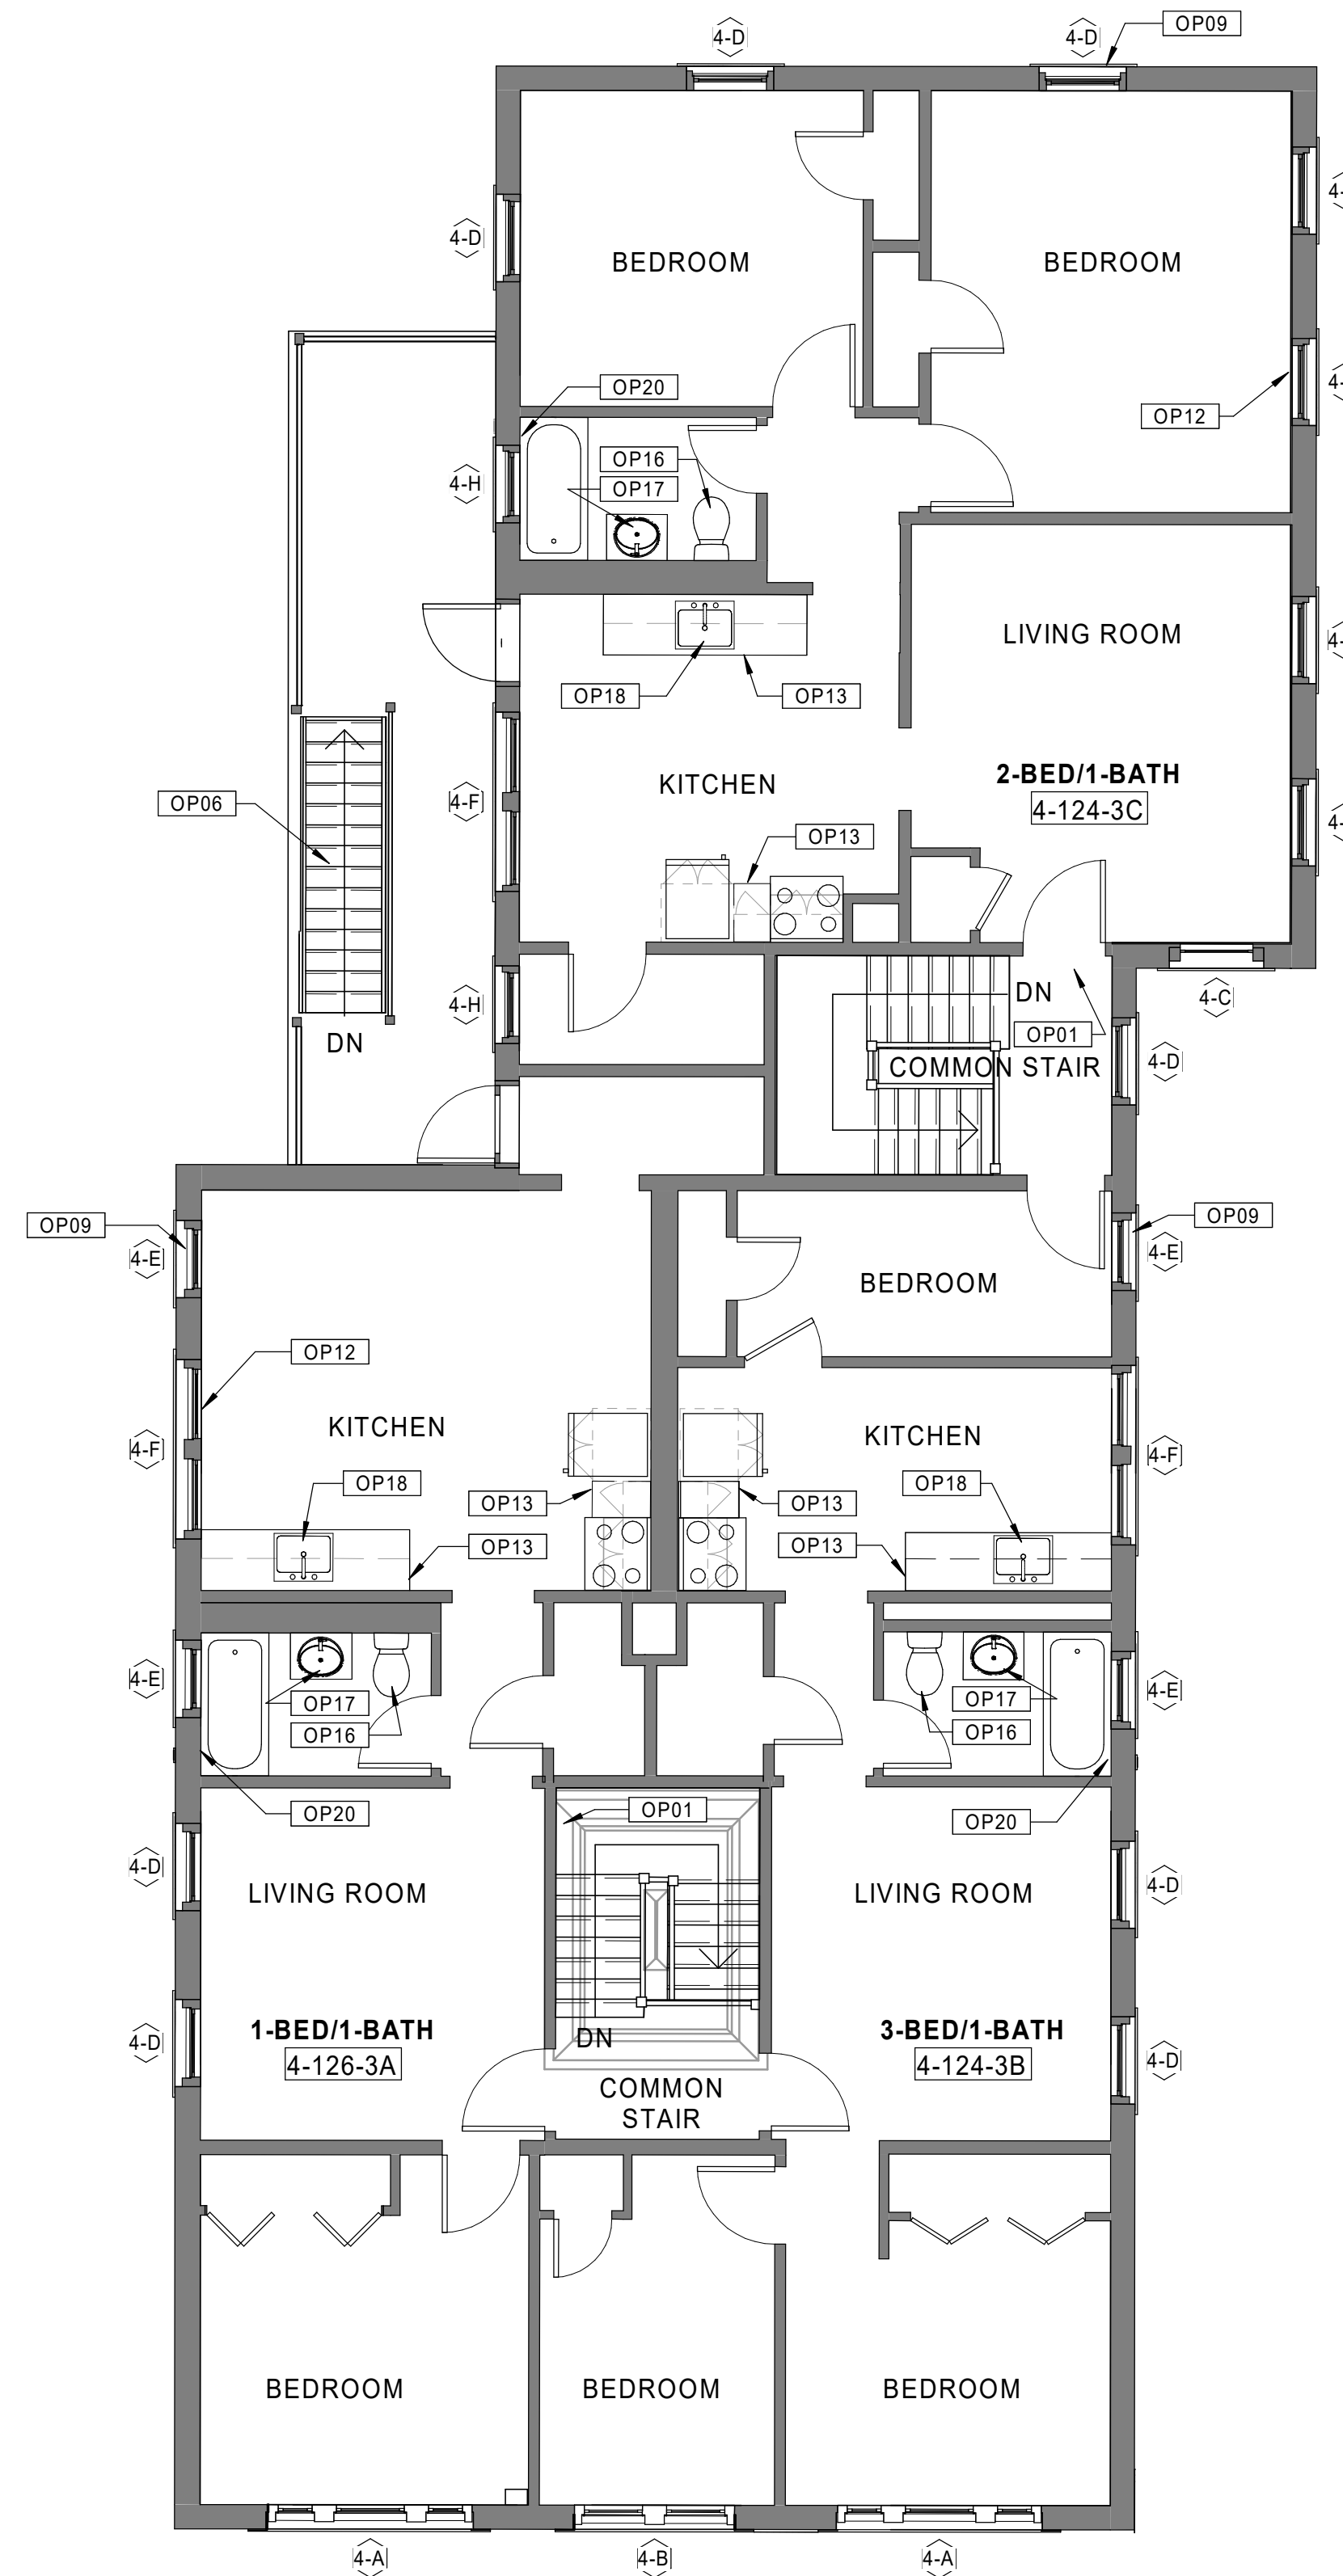 4-D
4-D
OP09
4-
4-D
BEDROOM
BEDROOM
4-
OP20
OP12
OP16
4-H
OP17
LIVING ROOM
4-
OP18
OP13
2-BED/1-BATH
KITCHEN
4-F
OP06
4-124-3C
4-
OP13
DN
4-H
4-C
OP01
DN
COMMON STAIR
4-D
OP09
OP09
4-E
4-E
BEDROOM
OP12
KITCHEN
KITCHEN
4-F
4-F
OP18
OP18
OP13
OP13
OP13
OP13
4-E
4-E
OP17
OP17
OP16
OP16
OP01
OP20
OP20
4-D
4-D
LIVING ROOM
LIVING ROOM
1-BED/1-BATH
3-BED/1-BATH
DN
4-D
4-D
4-126-3A
4-124-3B
COMMON
STAIR
BEDROOM
BEDROOM
BEDROOM
4-A
4-B
4-A